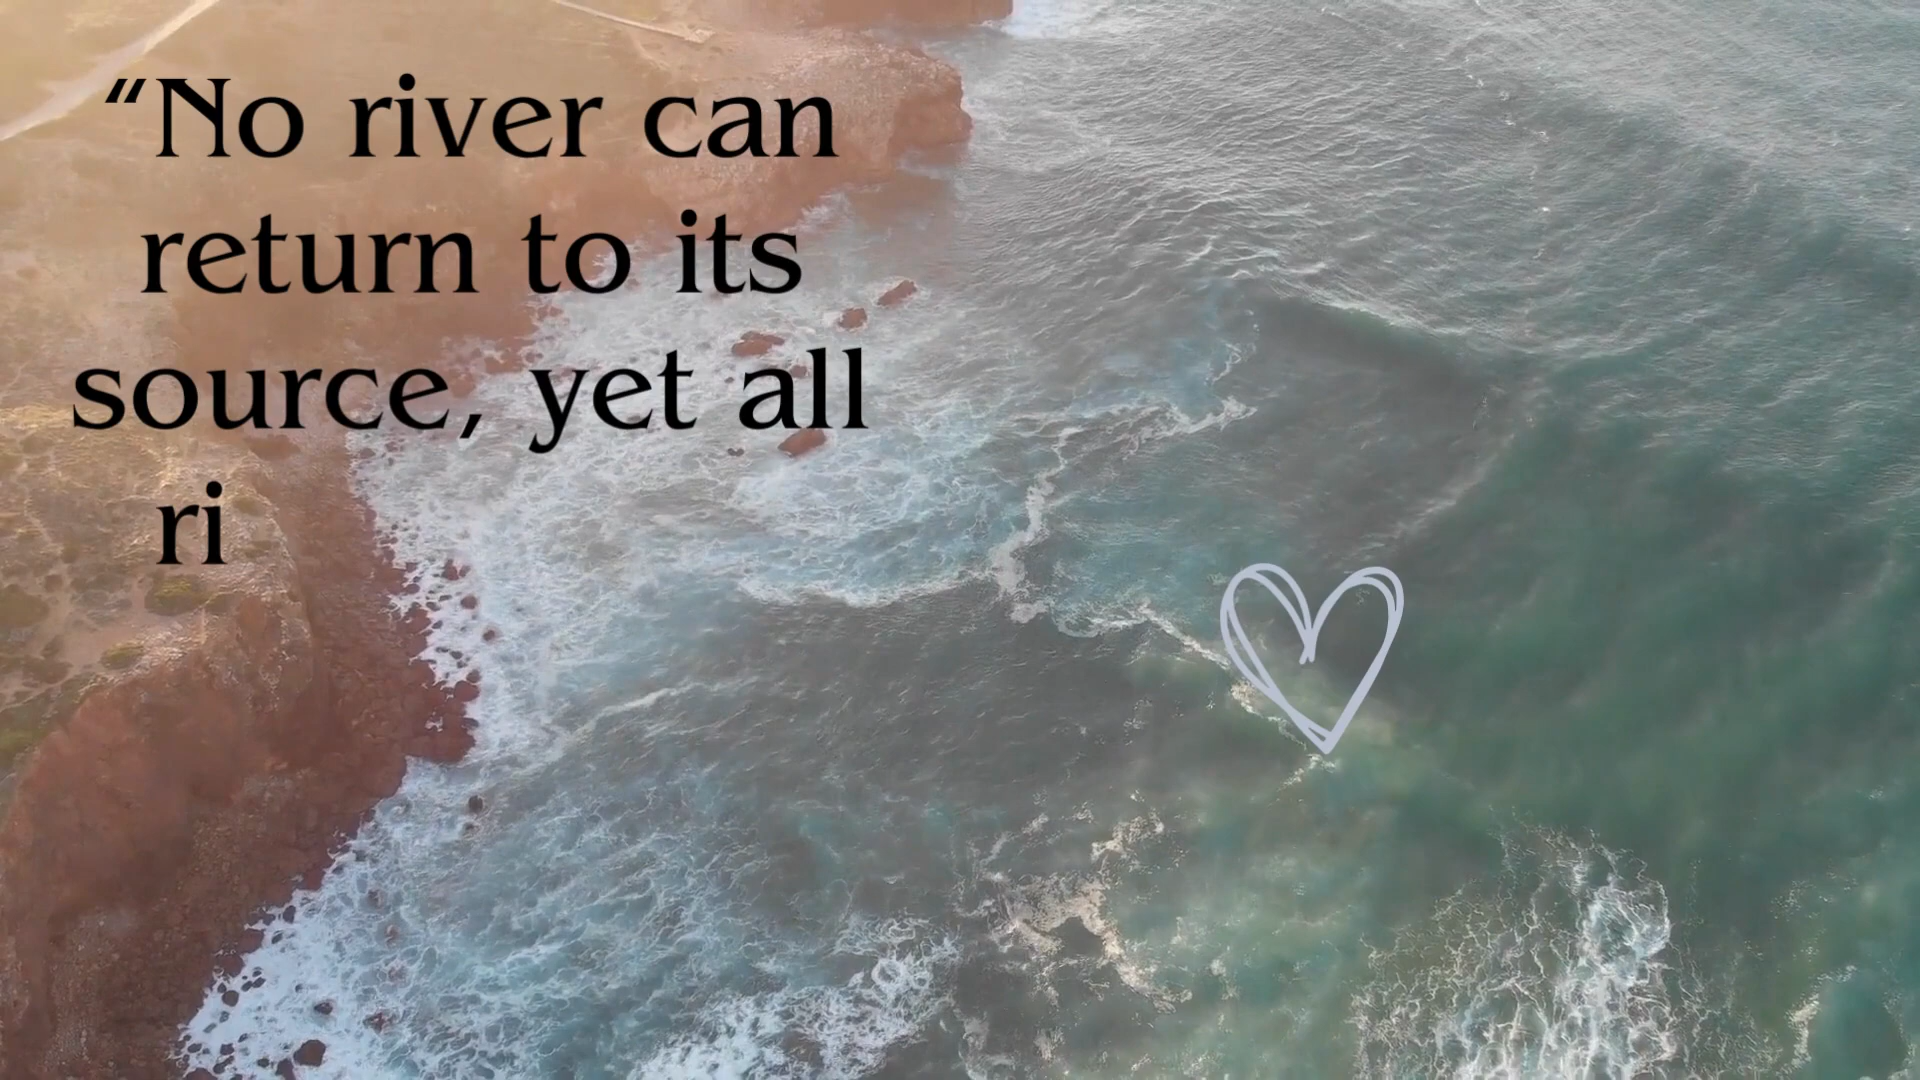 “No river can
return to its
source, yet all
ri